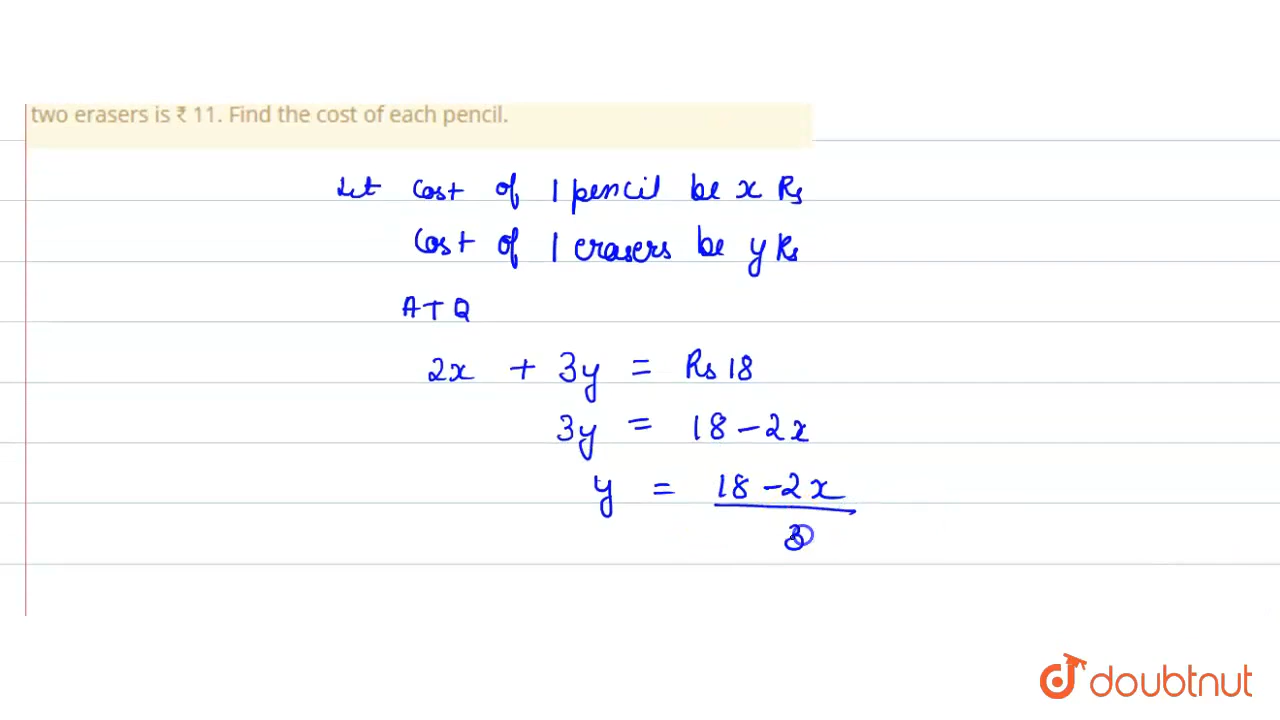 two erasers is ₹ 11. Find the cost of each pencil.
Let cost of 1 pencil be x Rs
Cost of 1 erasers be y Rs
ATQ
2x + 3y = Rs 18
3y = 18 - 2x
y = 18 - 2x
3
doubtnut